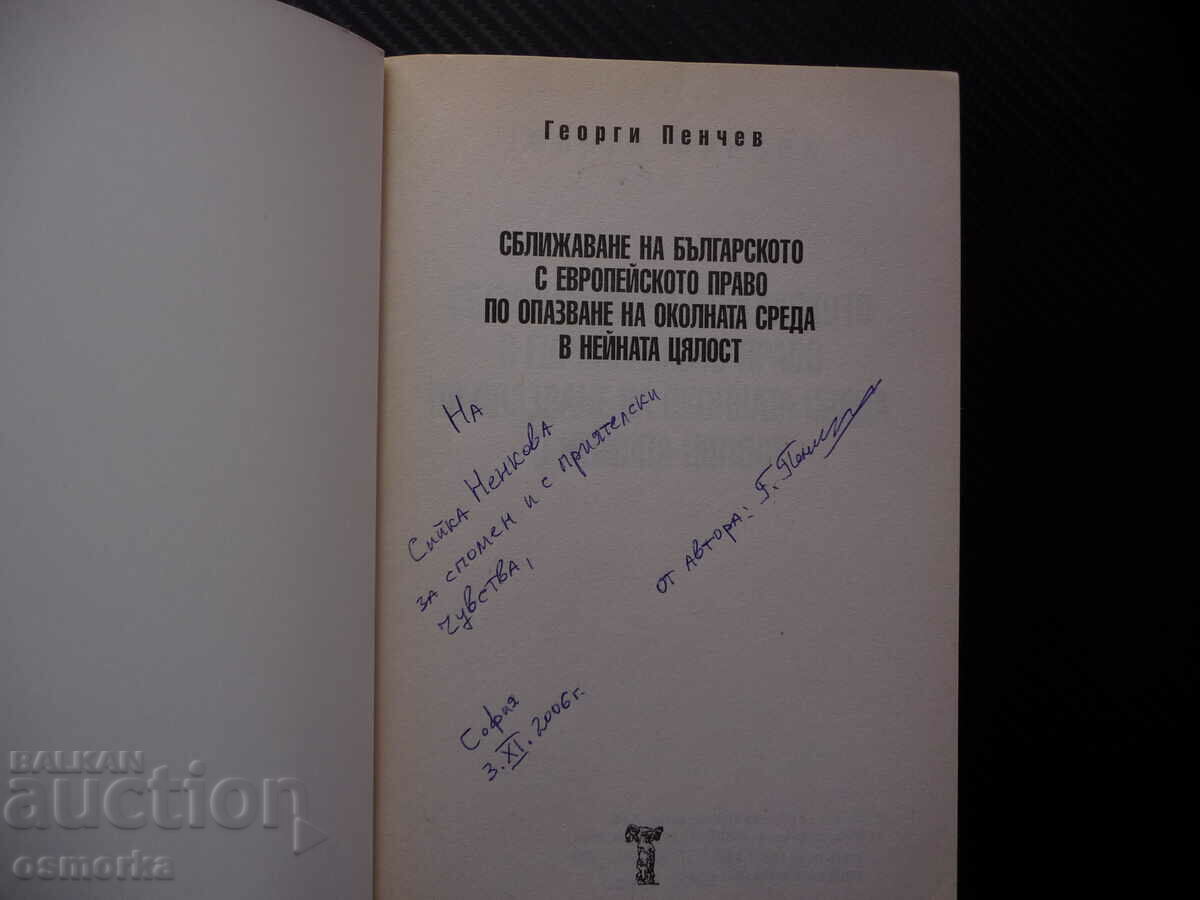 Георги Пенчев
СБЛИЖАВАНЕ НА БЪЛГАРСКОТО
С ЕВРОПЕЙСКОТО ПРАВО
ПО ОПАЗВАНЕ НА ОКОЛНАТА СРЕДА
В НЕЙНАТА ЦЯЛОСТ
На
Сийка Ненкова
за спомен и с приятелски
чувства,
от автора: Г.
София
3.XI.2006 г.
BALKAN
auction
osmorka